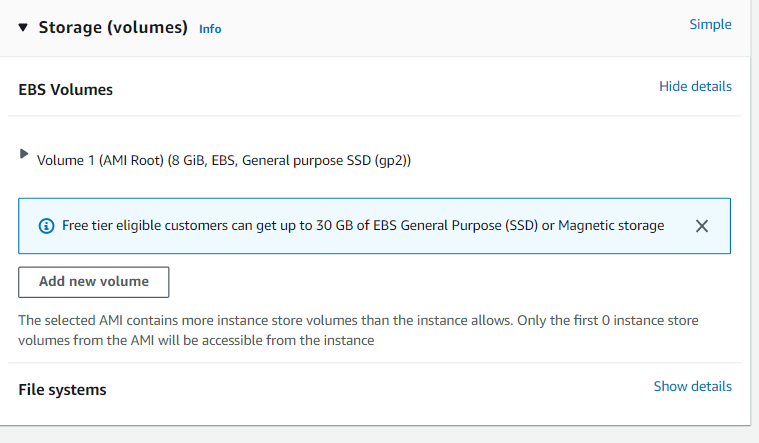 Storage (volumes) Info Simple
EBS Volumes Hide details
Volume 1 (AMI Root) (8 GiB, EBS, General purpose SSD (gp2))
Free tier eligible customers can get up to 30 GB of EBS General Purpose (SSD) or Magnetic storage
Add new volume
The selected AMI contains more instance store volumes than the instance allows. Only the first 0 instance store
volumes from the AMI will be accessible from the instance
File systems Show details